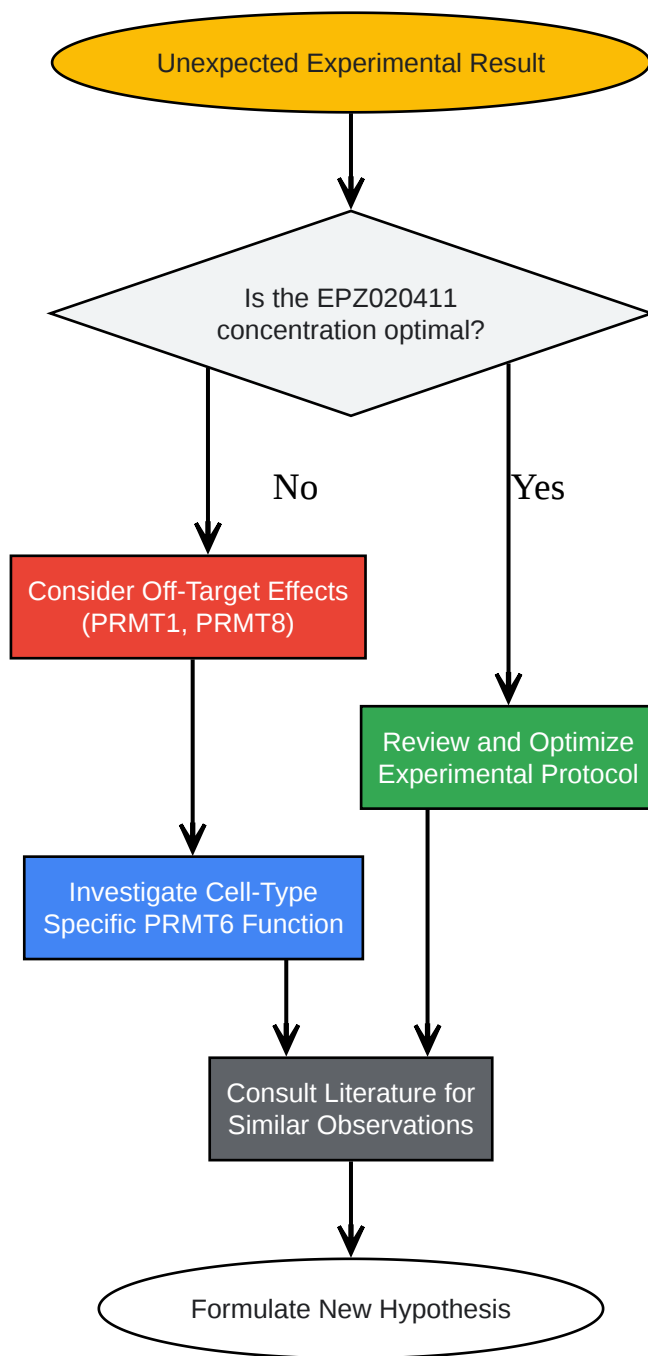 Unexpected Experimental Result
Is the EPZ020411
concentration optimal?
No
Yes
Consider Off-Target Effects
(PRMT1, PRMT8)
Review and Optimize
Experimental Protocol
Investigate Cell-Type
Specific PRMT6 Function
Consult Literature for
Similar Observations
Formulate New Hypothesis